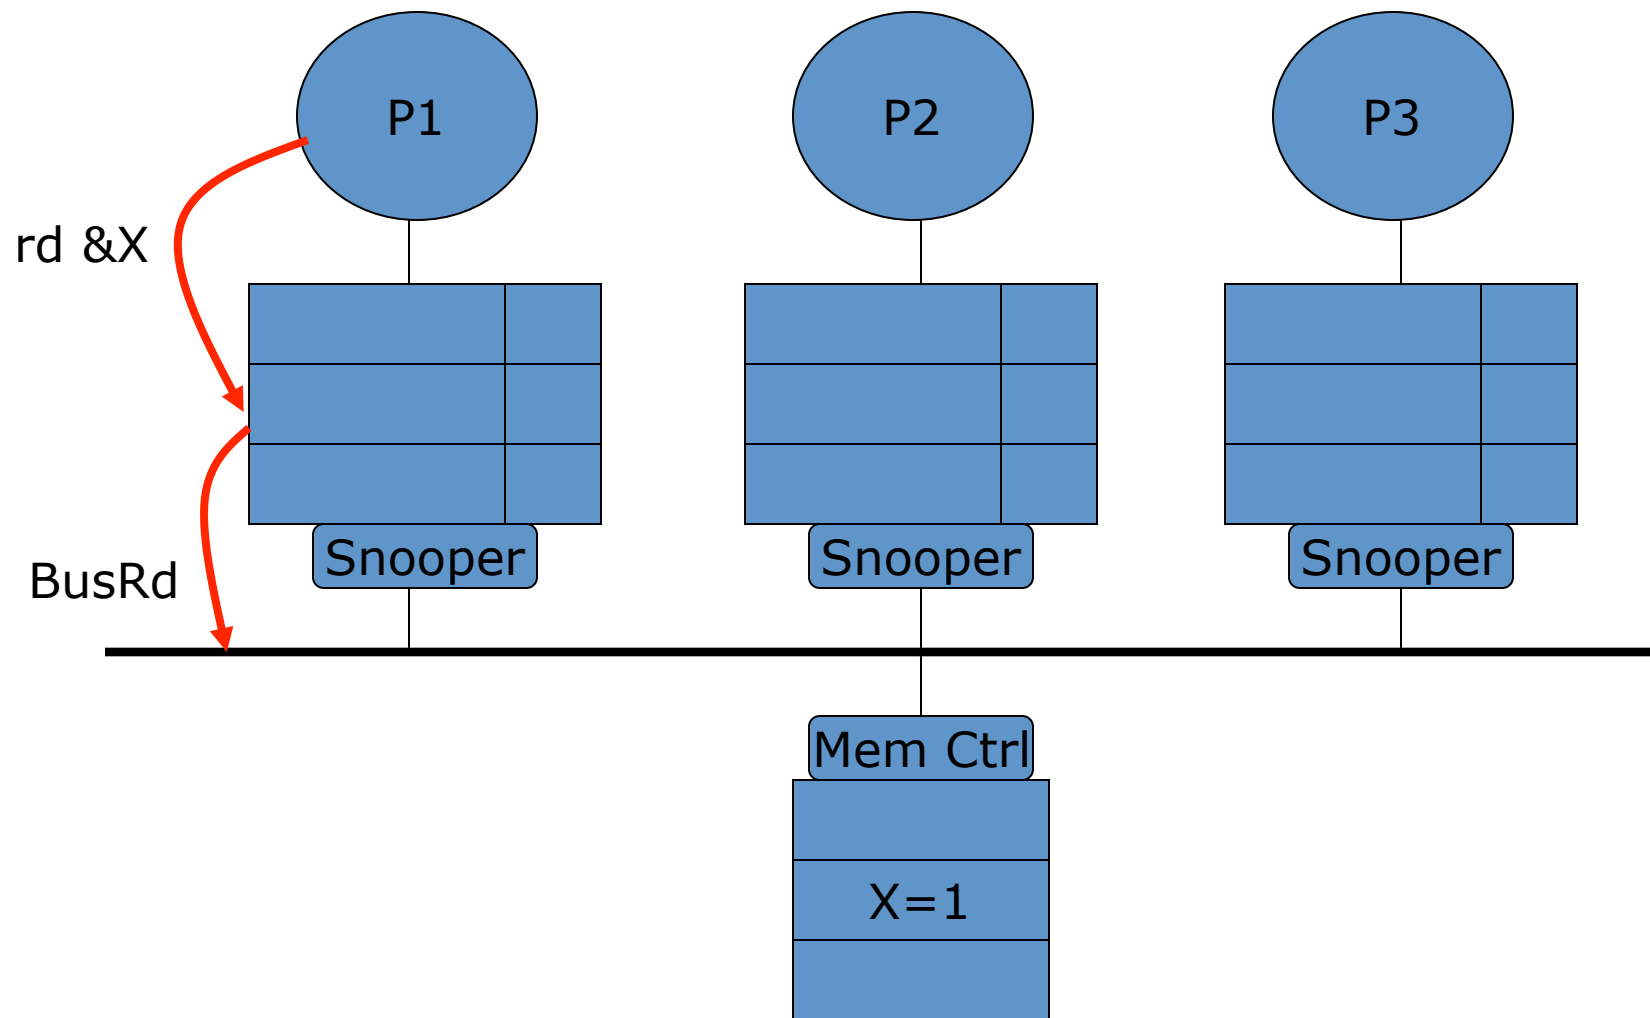 P1
P2
P3
rd &X
Snooper
Snooper
Snooper
BusRd
Mem Ctrl
X=1